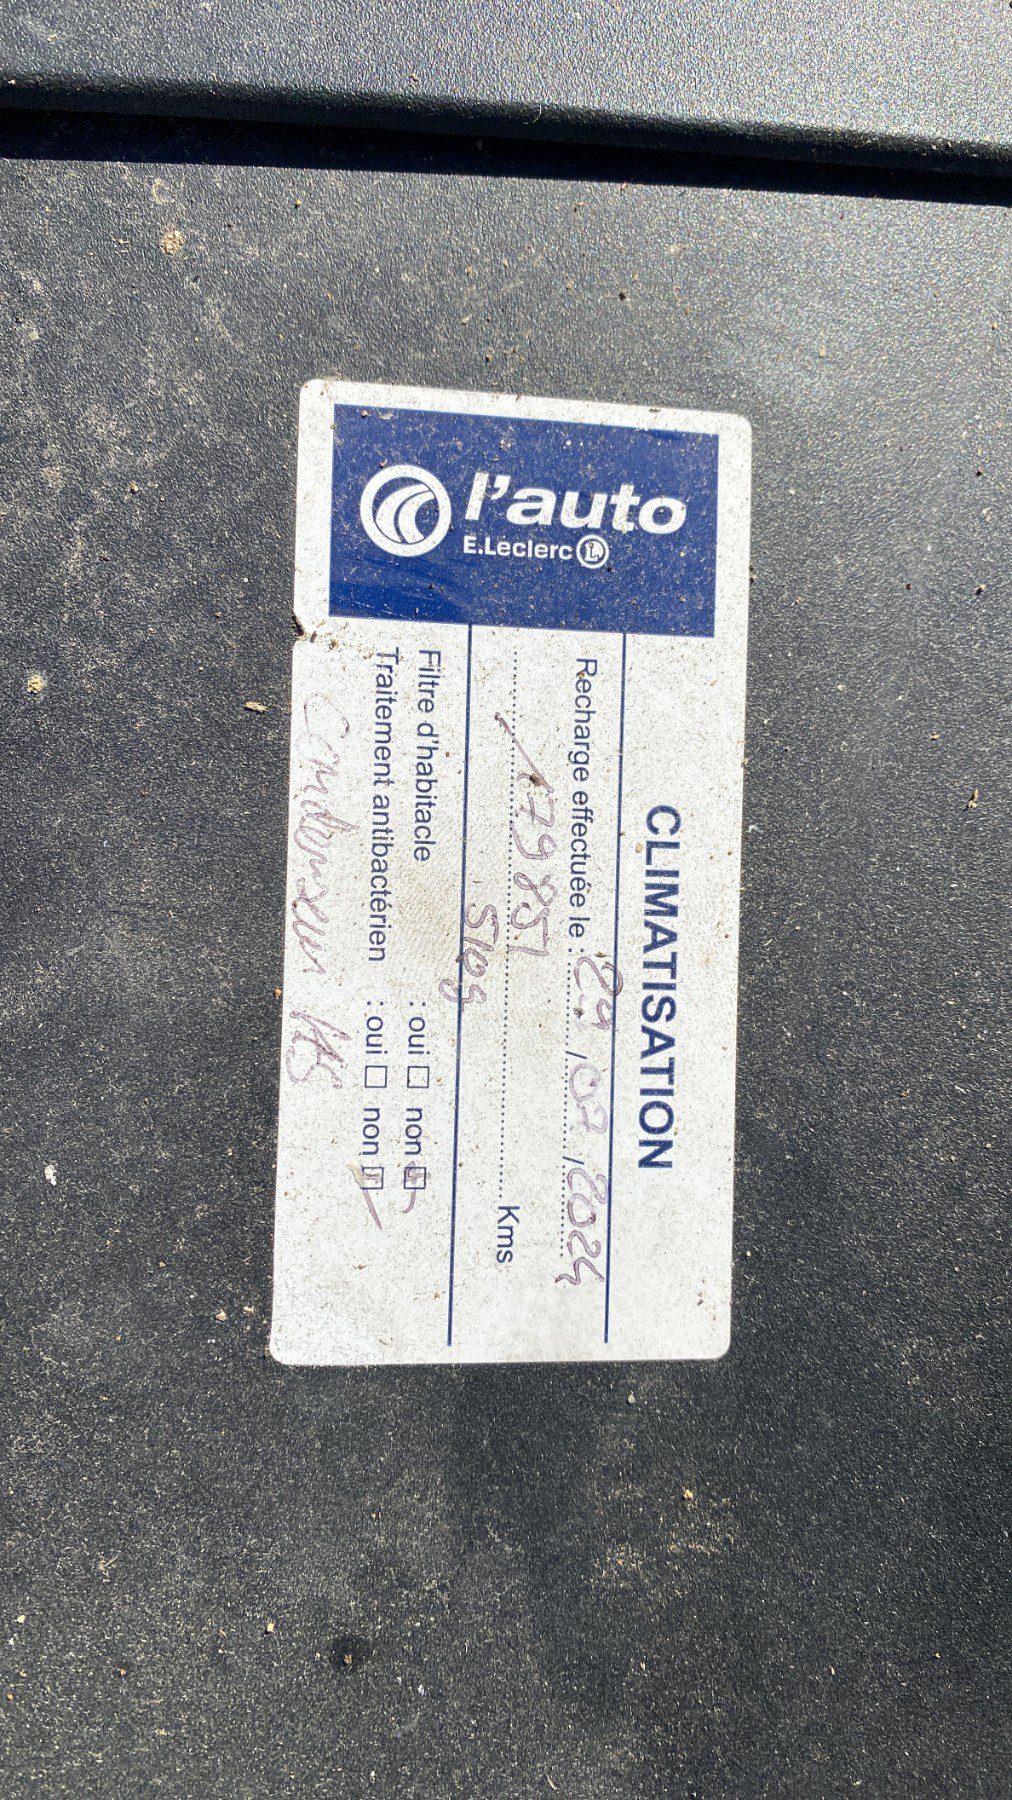 l'auto
E.Leclerc L
CLIMATISATION
Recharge effectuée le : 29 / 07 / 2024
179857 Kms
510g
Filtre d'habitacle : oui ☐ non ☒
Traitement antibactérien : oui ☐ non ☒
Condenseur